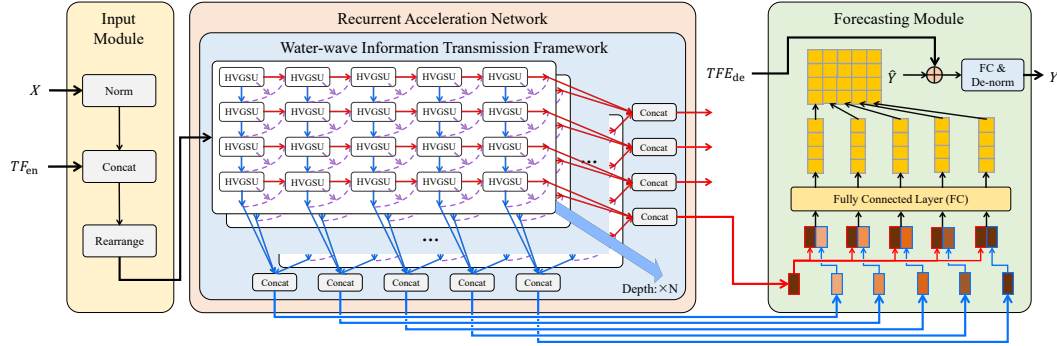 Input
Module
X
Norm
TF_en
Concat
Rearrange
Recurrent Acceleration Network
Water-wave Information Transmission Framework
HVGSU HVGSU HVGSU HVGSU HVGSU
HVGSU HVGSU HVGSU HVGSU HVGSU
HVGSU HVGSU HVGSU HVGSU HVGSU
HVGSU HVGSU HVGSU HVGSU HVGSU
...
...
Concat
Concat
Concat
Concat
Depth:×N
Concat Concat Concat Concat Concat
Forecasting Module
TFE_de
Ŷ
FC &
De-norm
Y
Fully Connected Layer (FC)